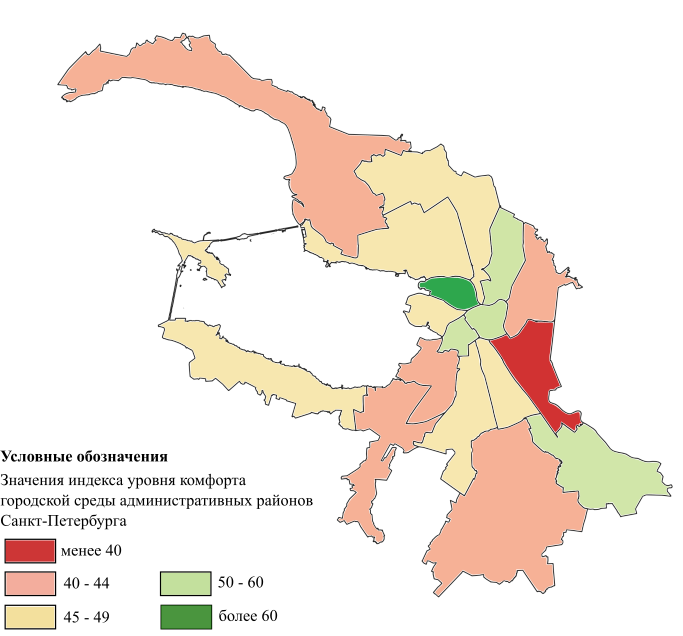 Условные обозначения
Значения индекса уровня комфорта
городской среды административных районов
Санкт-Петербурга
менее 40
40 - 44
50 - 60
45 - 49
более 60